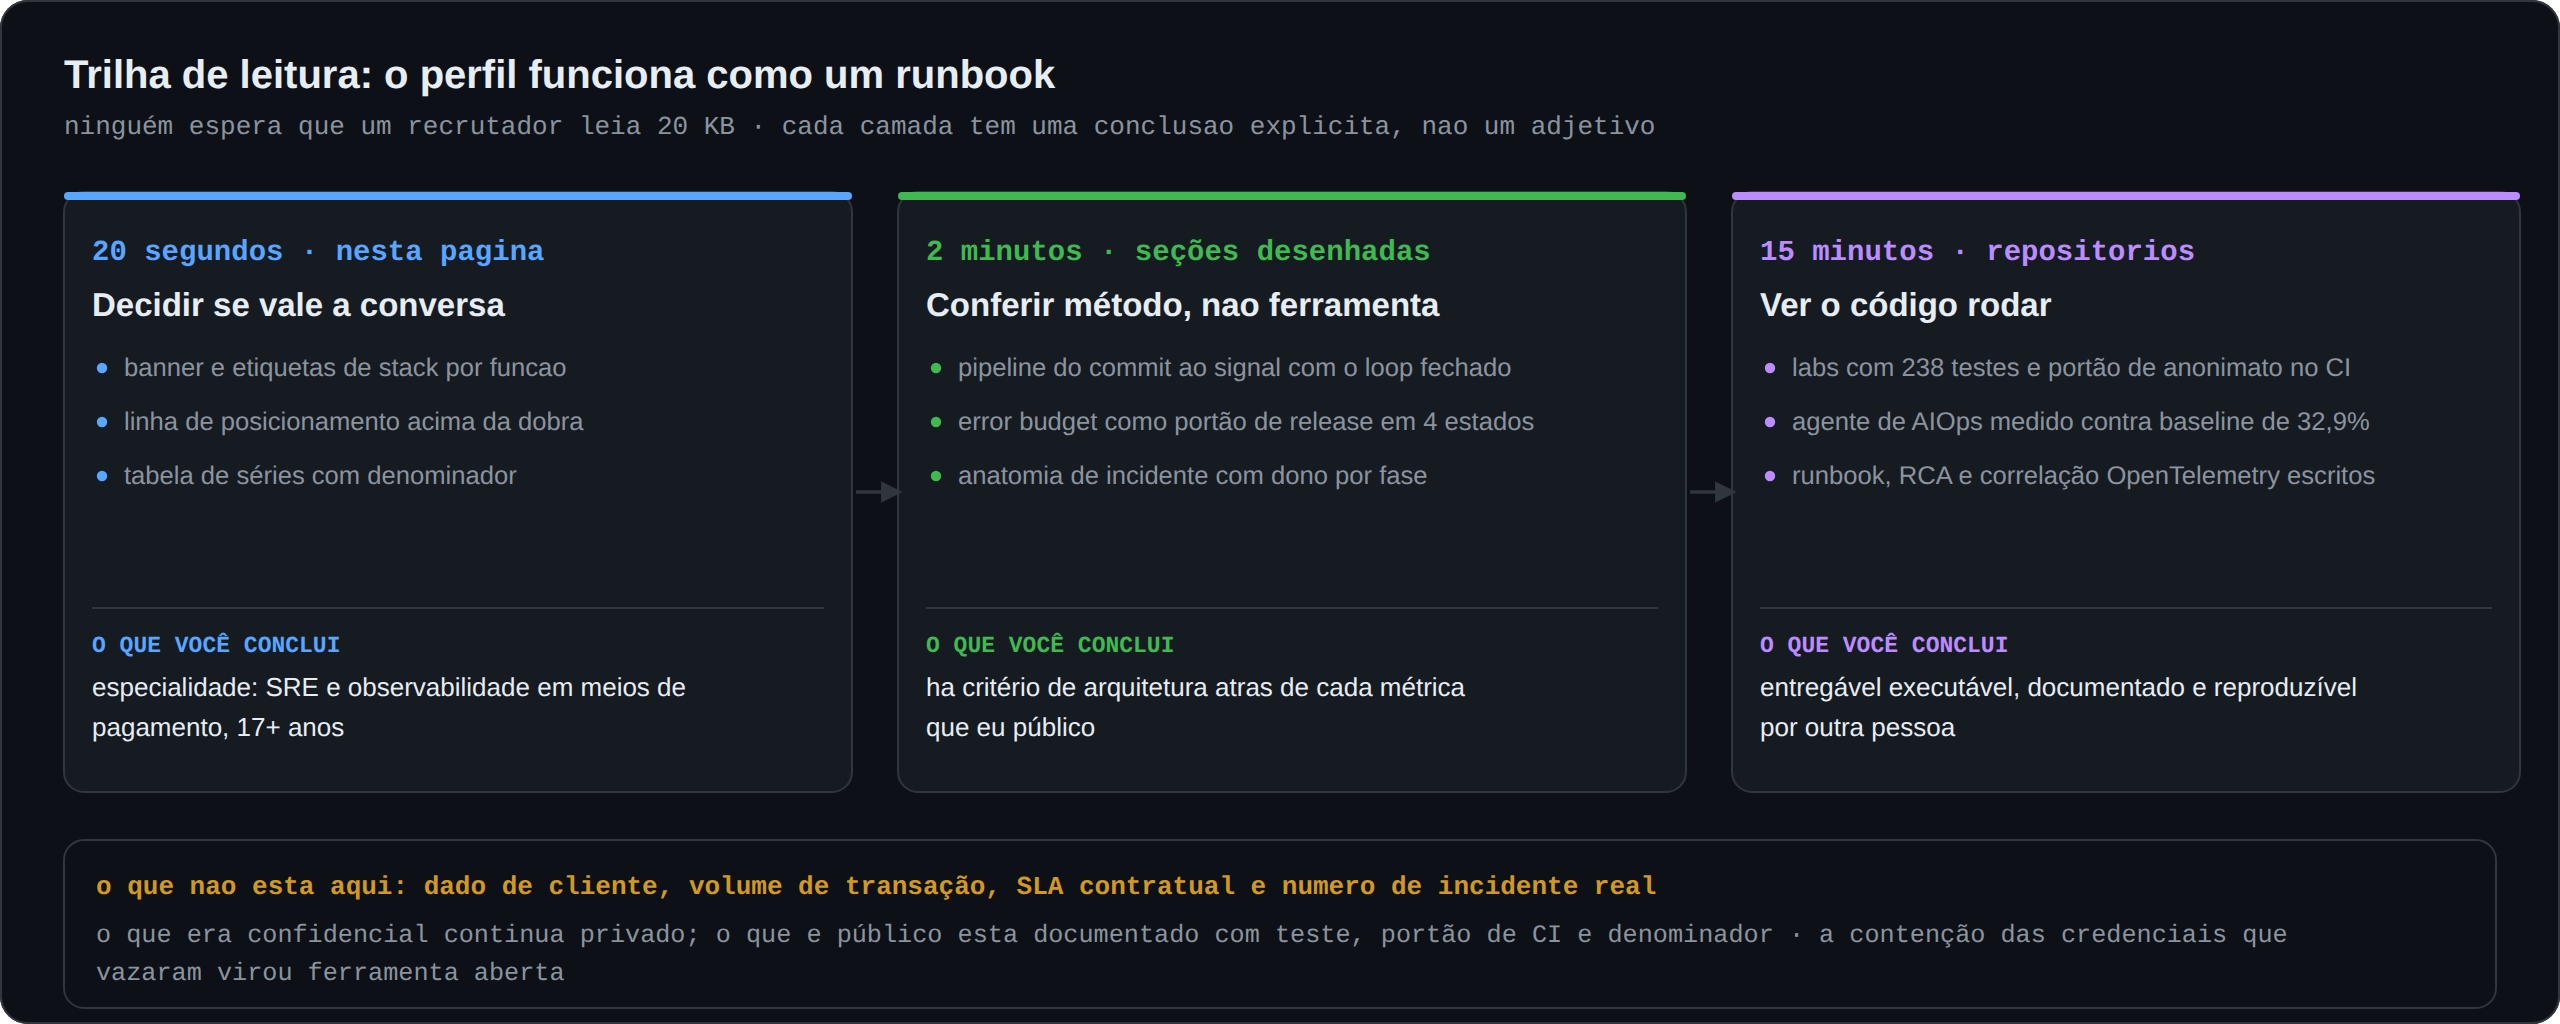 Trilha de leitura: o perfil funciona como um runbook
ninguém espera que um recrutador leia 20 KB · cada camada tem uma conclusao explicita, nao um adjetivo
20 segundos · nesta pagina
Decidir se vale a conversa
banner e etiquetas de stack por funcao
linha de posicionamento acima da dobra
tabela de séries com denominador
O QUE VOCÊ CONCLUI
especialidade: SRE e observabilidade em meios de
pagamento, 17+ anos
2 minutos · seções desenhadas
Conferir método, nao ferramenta
pipeline do commit ao signal com o loop fechado
error budget como portão de release em 4 estados
anatomia de incidente com dono por fase
O QUE VOCÊ CONCLUI
ha critério de arquitetura atras de cada métrica
que eu público
15 minutos · repositorios
Ver o código rodar
labs com 238 testes e portão de anonimato no CI
agente de AIOps medido contra baseline de 32,9%
runbook, RCA e correlação OpenTelemetry escritos
O QUE VOCÊ CONCLUI
entregável executável, documentado e reproduzível
por outra pessoa
o que nao esta aqui: dado de cliente, volume de transação, SLA contratual e numero de incidente real
o que era confidencial continua privado; o que e público esta documentado com teste, portão de CI e denominador · a contenção das credenciais que
vazaram virou ferramenta aberta